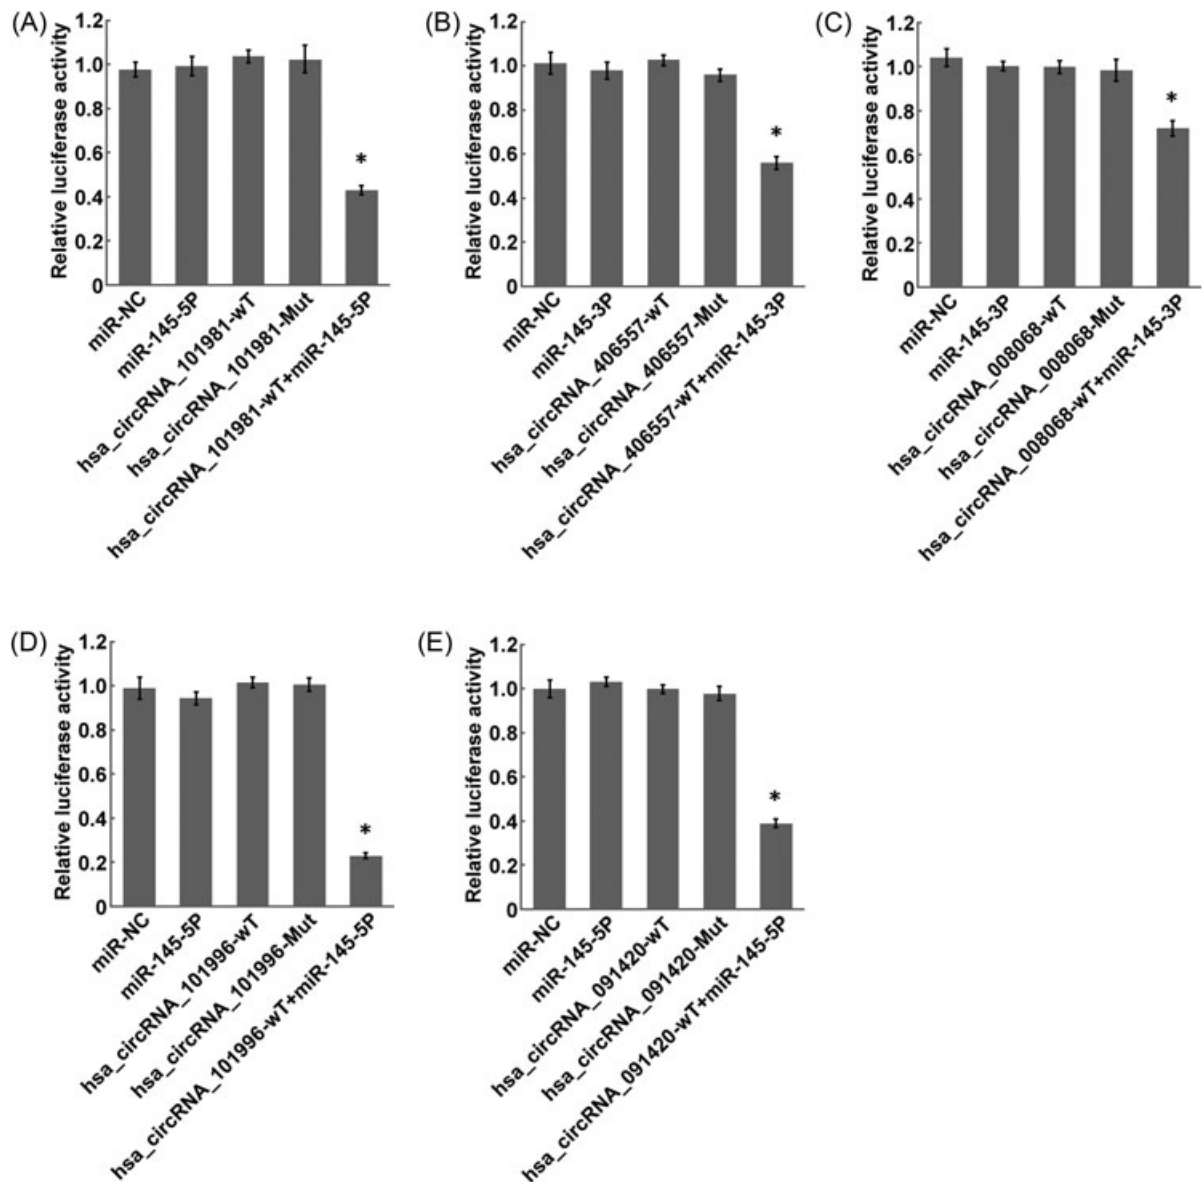 (A)
Relative luciferase activity
1.2
1.0
0.8
0.6
0.4
0.2
0
*
miR-NC
miR-145-5P
hsa_circRNA_101981-wT
hsa_circRNA_101981-Mut
hsa_circRNA_101981-wT+miR-145-5P
(B)
Relative luciferase activity
1.2
1.0
0.8
0.6
0.4
0.2
0
*
miR-NC
miR-145-3P
hsa_circRNA_406557-wT
hsa_circRNA_406557-Mut
hsa_circRNA_406557-wT+miR-145-3P
(C)
Relative luciferase activity
1.2
1.0
0.8
0.6
0.4
0.2
0
*
miR-NC
miR-145-3P
hsa_circRNA_008068-wT
hsa_circRNA_008068-Mut
hsa_circRNA_008068-wT+miR-145-3P
(D)
Relative luciferase activity
1.2
1.0
0.8
0.6
0.4
0.2
0
*
miR-NC
miR-145-5P
hsa_circRNA_101996-wT
hsa_circRNA_101996-Mut
hsa_circRNA_101996-wT+miR-145-5P
(E)
Relative luciferase activity
1.2
1.0
0.8
0.6
0.4
0.2
0
*
miR-NC
miR-145-5P
hsa_circRNA_091420-wT
hsa_circRNA_091420-Mut
hsa_circRNA_091420-wT+miR-145-5P